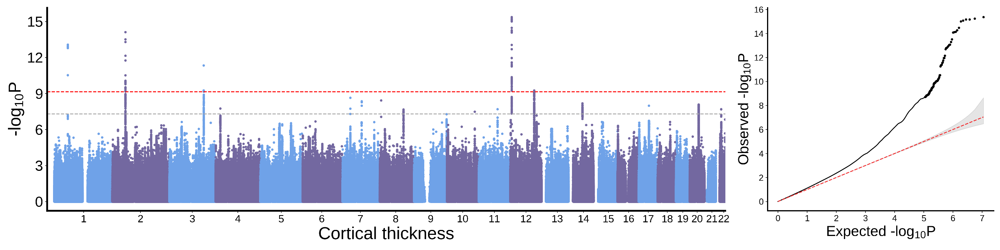 15
12
9
6
3
0
-log10P
1 2 3 4 5 6 7 8 9 10 11 12 13 14 15 16 17 18 19 20 21 22
Cortical thickness
16
14
12
10
8
6
4
2
0
Observed -log10P
0 1 2 3 4 5 6 7
Expected -log10P